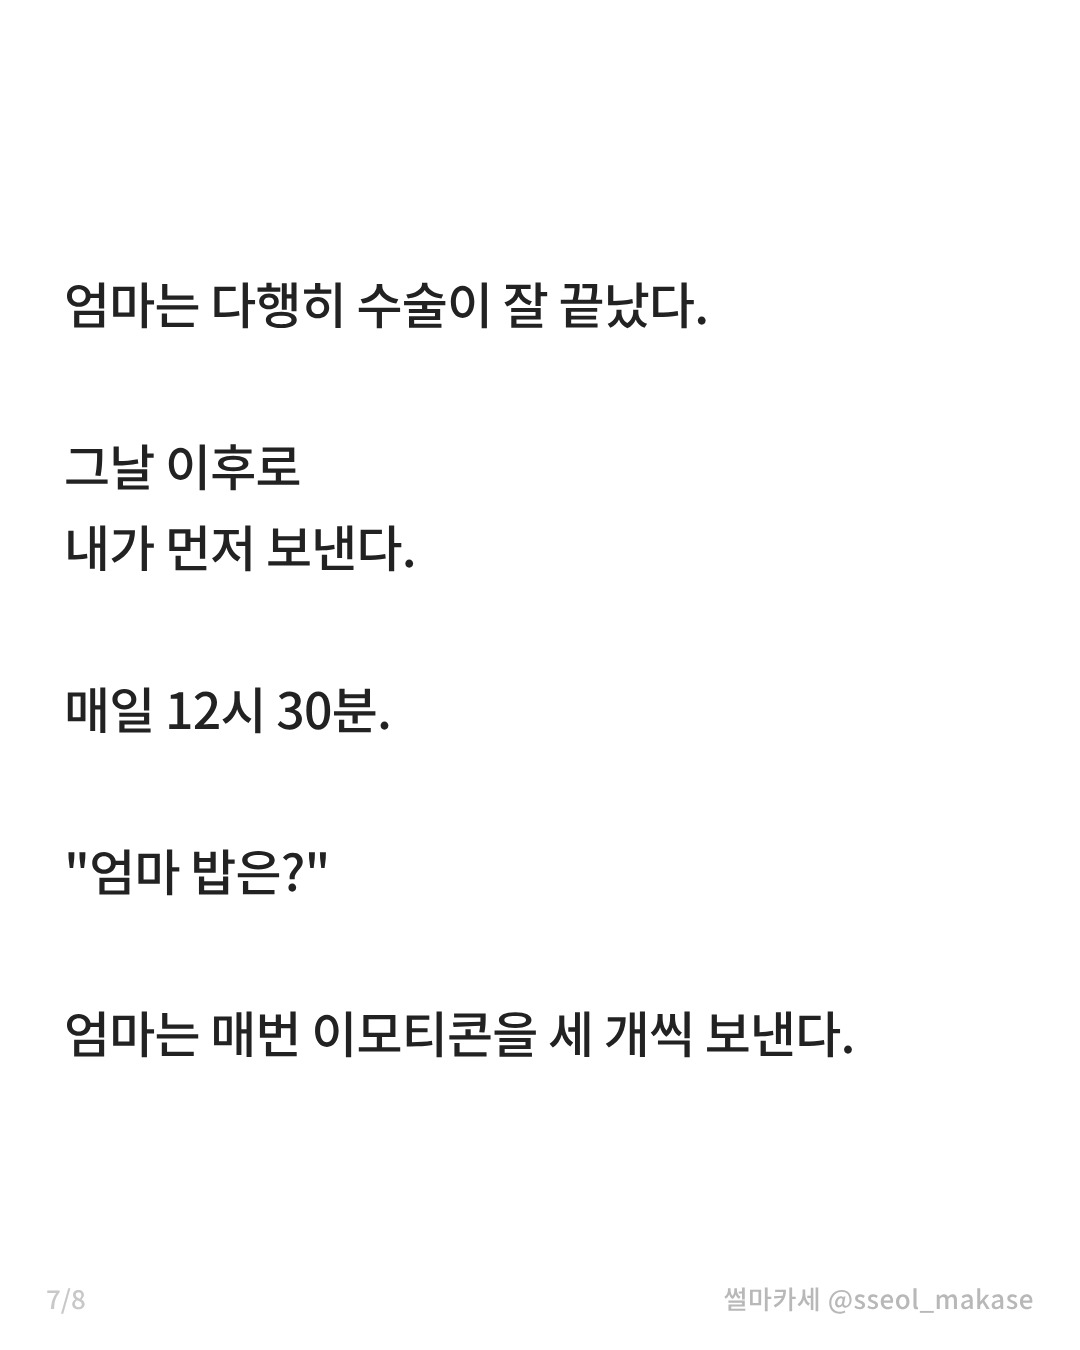 엄마는 다행히 수술이 잘 끝났다.
그날 이후로
내가 먼저 보낸다.
매일 12시 30분.
"엄마 밥은?"
엄마는 매번 이모티콘을 세 개씩 보낸다.
7/8
썰마카세 @sseol_makase